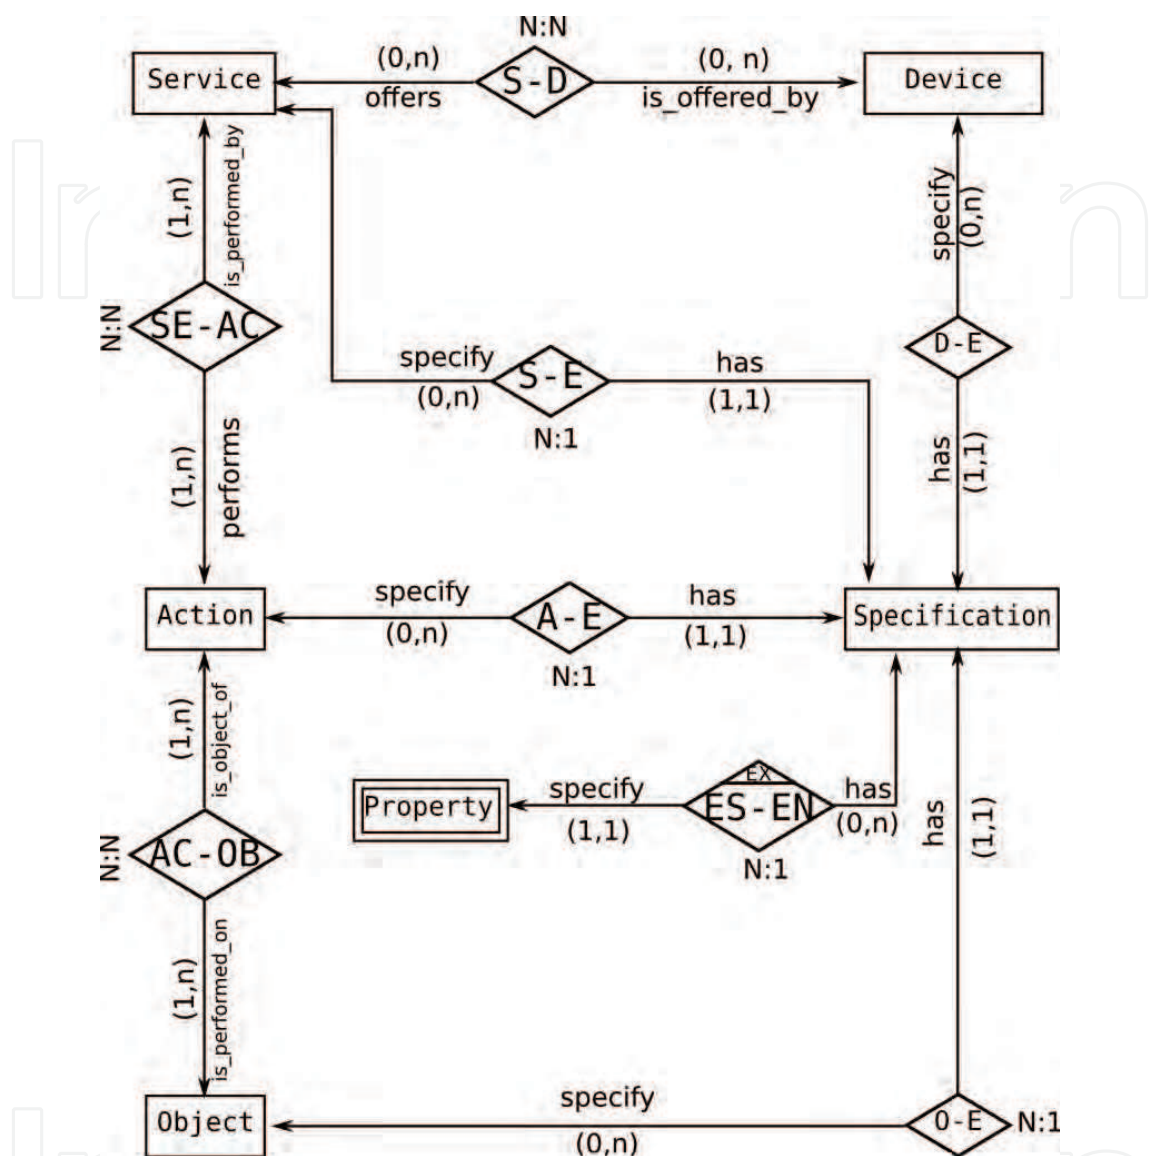 N:N
(0,n)
(0, n)
Service
S-D
Device
offers
is_offered_by
is_performed_by
(1,n)
specify
(0,n)
N:N
SE-AC
D-E
specify
S-E
has
(0,n)
(1,1)
N:1
has
(1,1)
(1,n)
performs
specify
has
Action
A-E
Specification
(0,n)
(1,1)
N:1
(1,n)
is_object_of
EX
specify
has
Property
ES-EN
(1,1)
(0,n)
N:1
has
(1,1)
N:N
AC-OB
(1,n)
is_performed_on
specify
Object
O-E
N:1
(0,n)